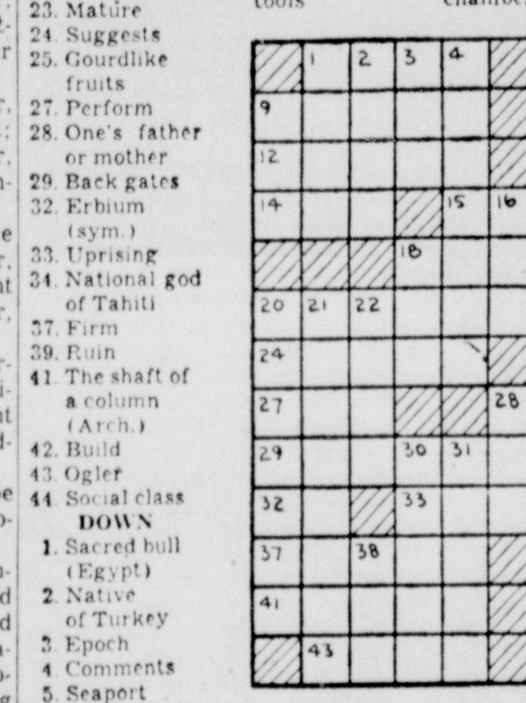 23. Mature
24. Suggests
25. Gourdlike
fruits
27. Perform
28. One's father
or mother
29. Back gates
32. Erbium
(sym.)
33. Uprising
34. National god
of Tahiti
37. Firm
39. Ruin
41. The shaft of
a column
(Arch.)
42. Build
43. Ogler
44. Social class
DOWN
1. Sacred bull
(Egypt)
2. Native
of Turkey
3. Epoch
4. Comments
5. Seaport
tools
1 2 3 4
9
12
14 15 16
18
20 21 22
24
27 28
29 30 31
32 33
37 38
41
43